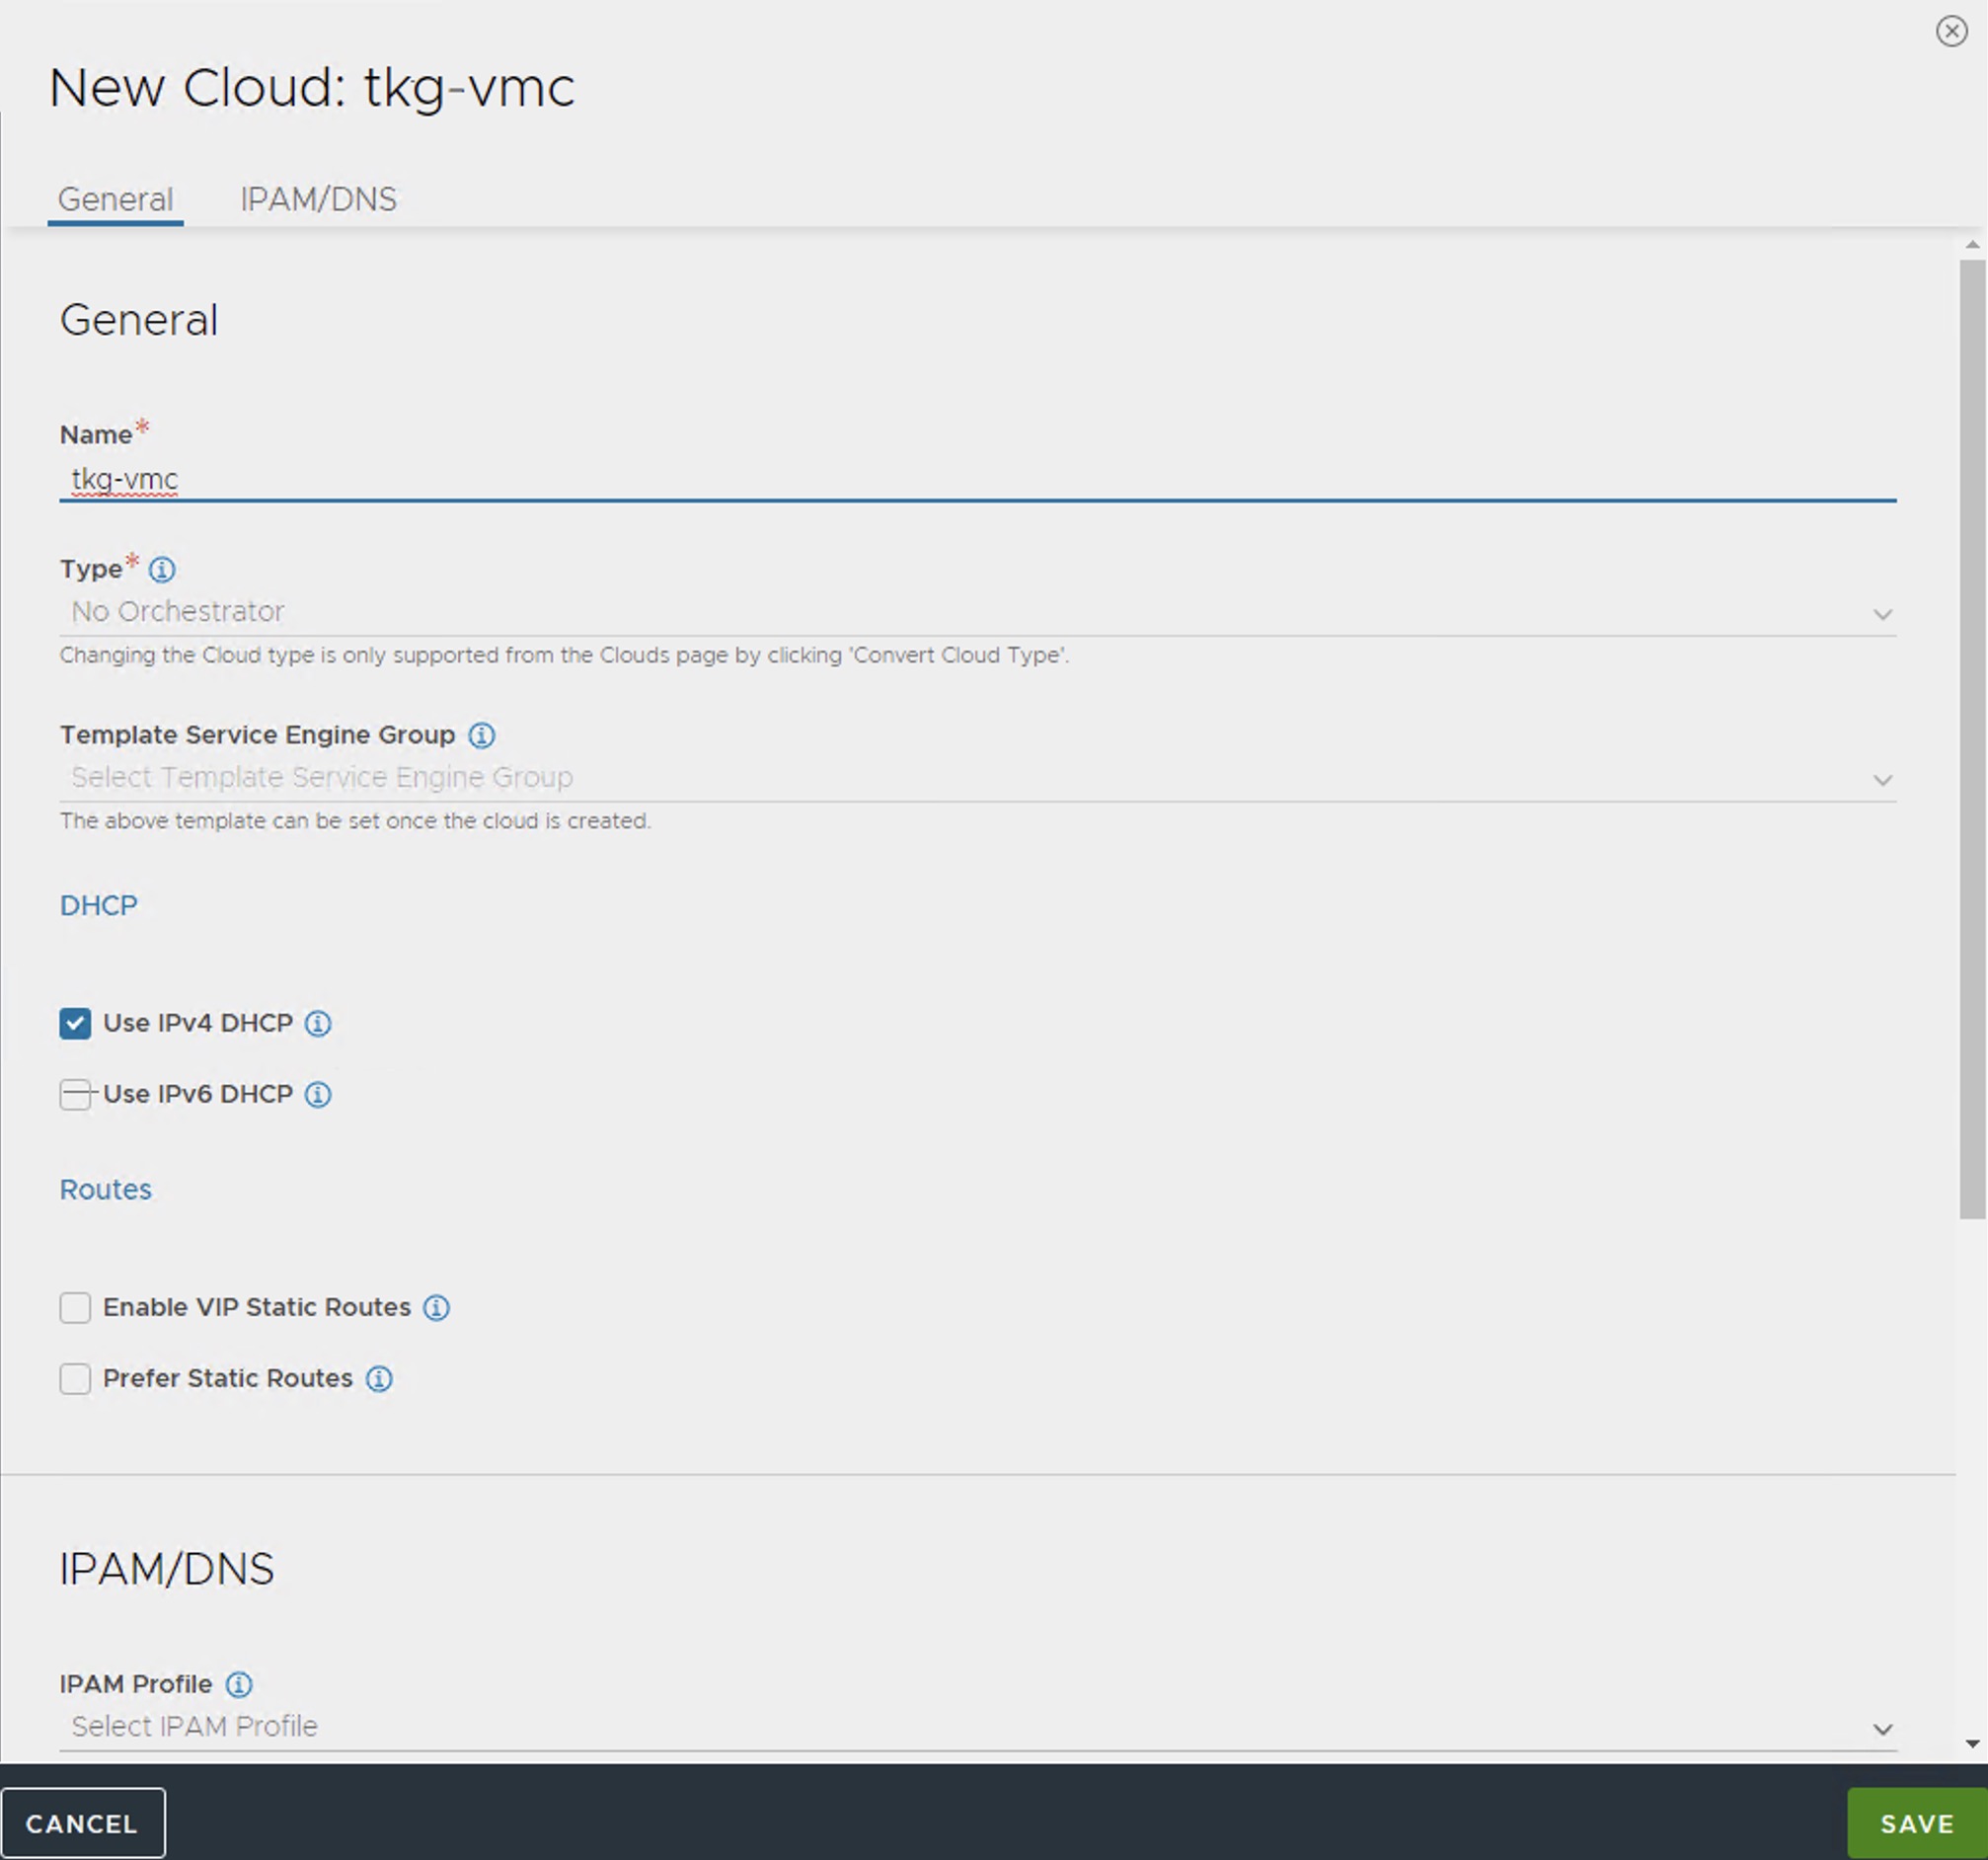 New Cloud: tkg-vmc
General IPAM/DNS
General
Name*
tkg-vmc
Type*
No Orchestrator
Changing the Cloud type is only supported from the Clouds page by clicking 'Convert Cloud Type'.
Template Service Engine Group
Select Template Service Engine Group
The above template can be set once the cloud is created.
DHCP
Use IPv4 DHCP
Use IPv6 DHCP
Routes
Enable VIP Static Routes
Prefer Static Routes
IPAM/DNS
IPAM Profile
Select IPAM Profile
CANCEL SAVE